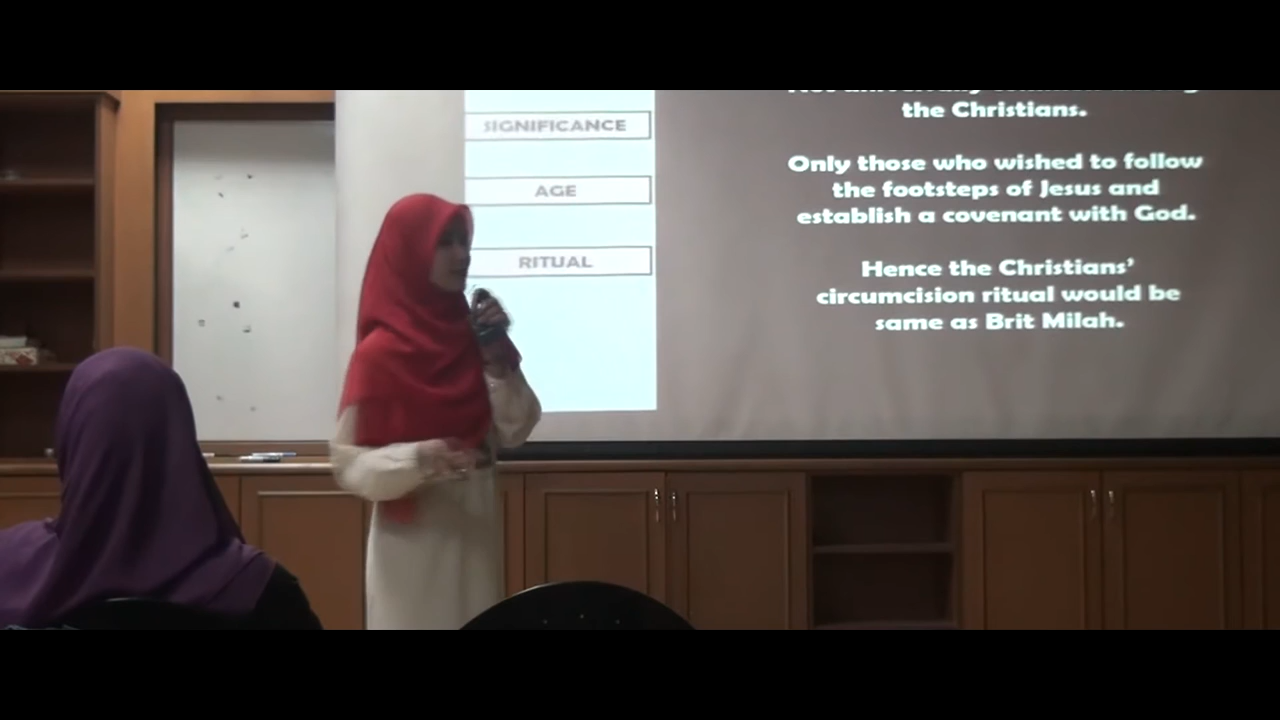 SIGNIFICANCE
AGE
RITUAL
the Christians.
Only those who wished to follow
the footsteps of Jesus and
establish a covenant with God.
Hence the Christians'
circumcision ritual would be
same as Brit Milah.